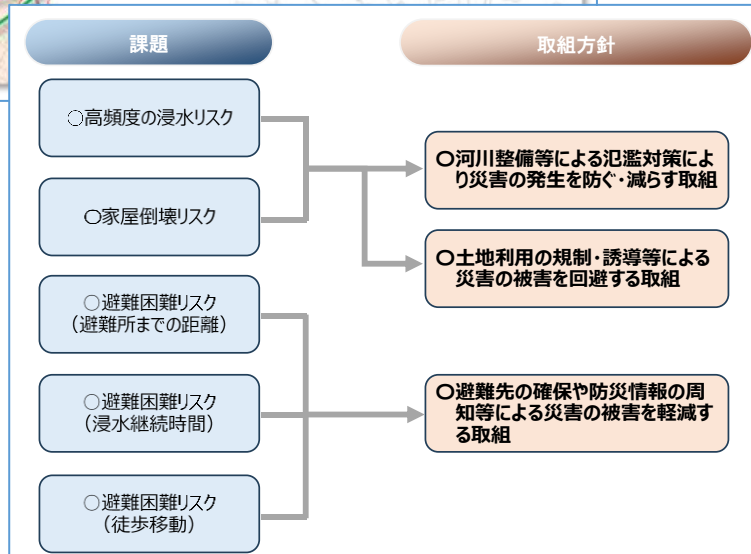 課題
取組方針
○高頻度の浸水リスク
○家屋倒壊リスク
○避難困難リスク
（避難所までの距離）
○避難困難リスク
（浸水継続時間）
○避難困難リスク
（徒歩移動）
○河川整備等による氾濫対策によ
り災害の発生を防ぐ・減らす取組
○土地利用の規制・誘導等による
災害の被害を回避する取組
○避難先の確保や防災情報の周
知等による災害の被害を軽減す
る取組